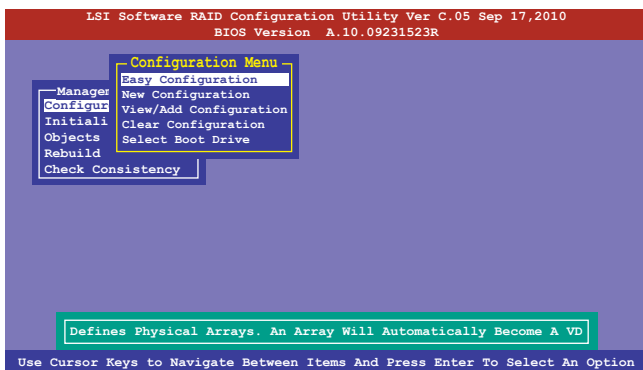 LSI Software RAID Configuration Utility Ver C.05 Sep 17,2010
BIOS Version A.10.09231523R
Configuration Menu
Easy Configuration
New Configuration
View/Add Configuration
Clear Configuration
Select Boot Drive
Managem
Configur
Initiali
Objects
Rebuild
Check Consistency
Defines Physical Arrays. An Array Will Automatically Become A VD
Use Cursor Keys to Navigate Between Items And Press Enter To Select An Option